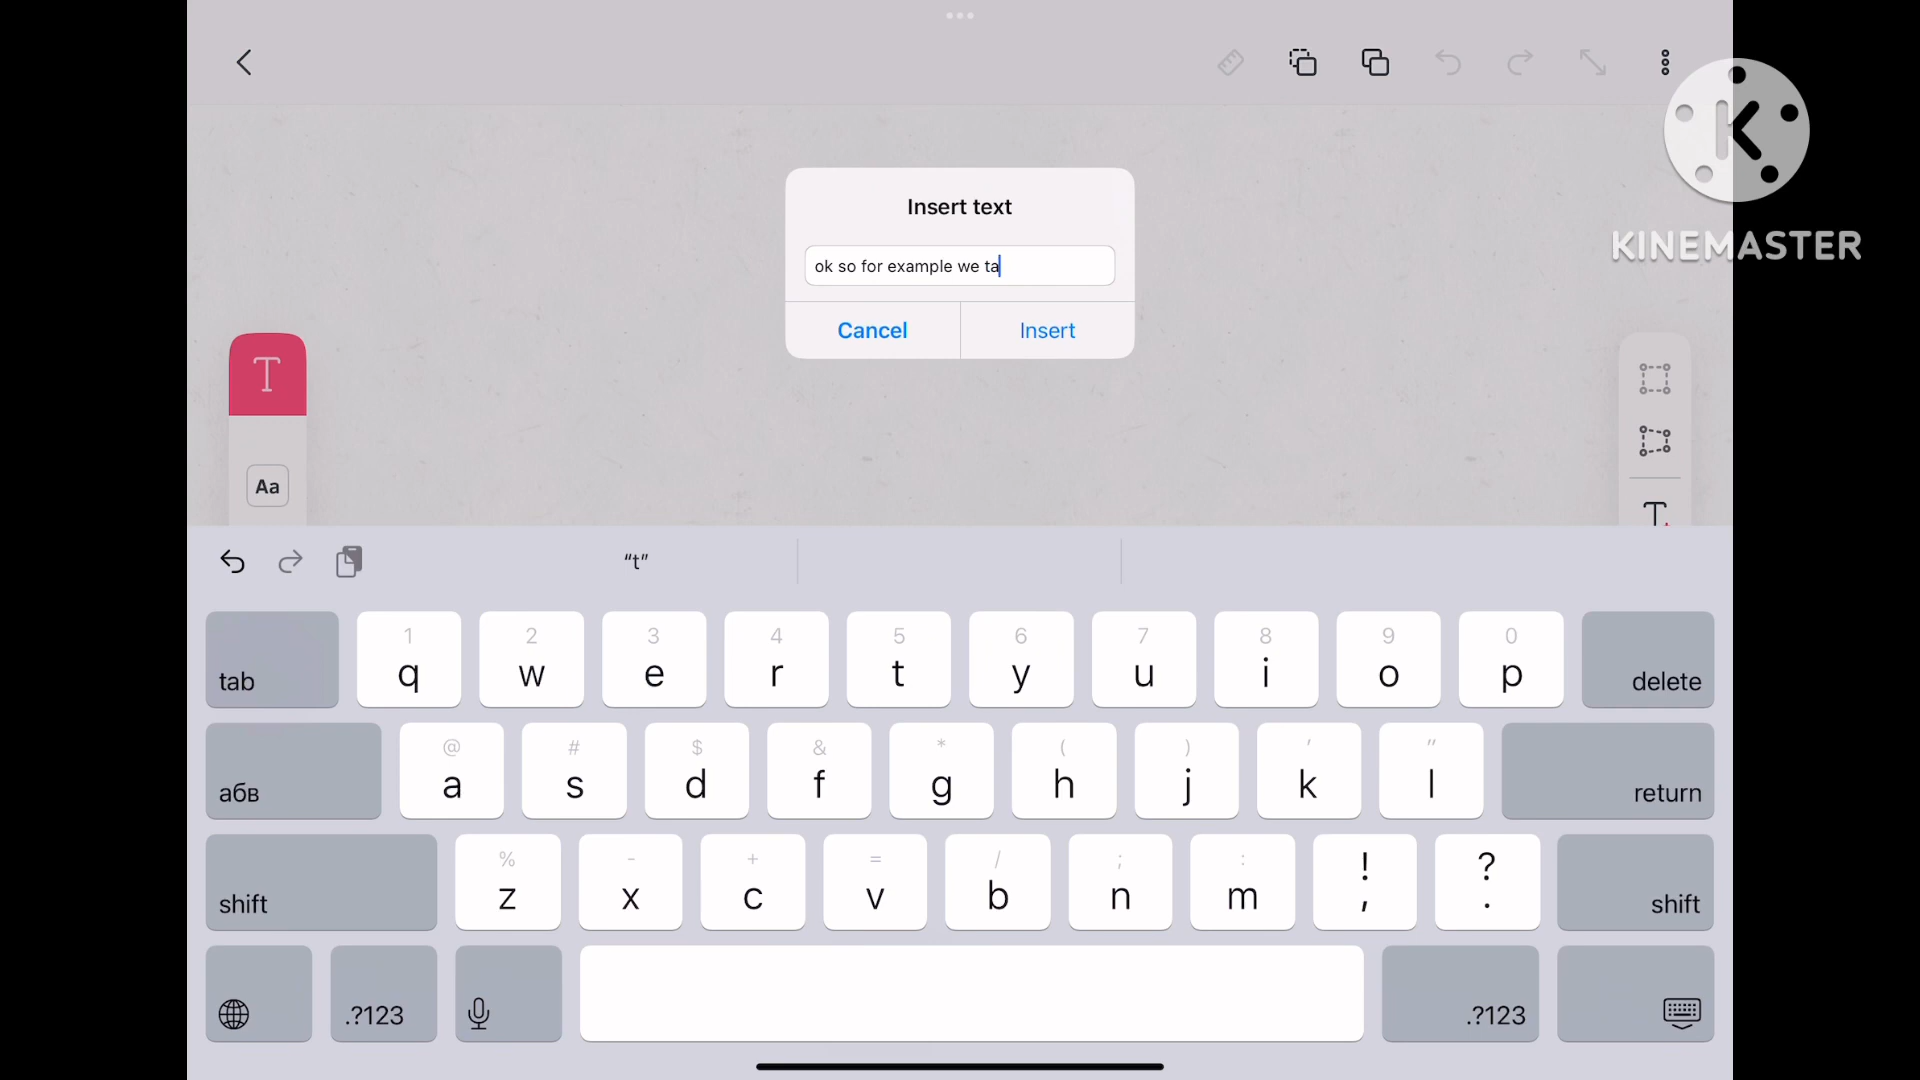 KINEMASTER
Insert text
ok so for example we ta
Cancel Insert
T
Aa
T
“t”
tab 1 q 2 w 3 e 4 r 5 t 6 y 7 u 8 i 9 o 0 p delete
абв @ a # s $ d & f * g ( h ) j ' k " l return
shift % z - x + c = v / b ; n : m ! , ? . shift
.?123 .?123